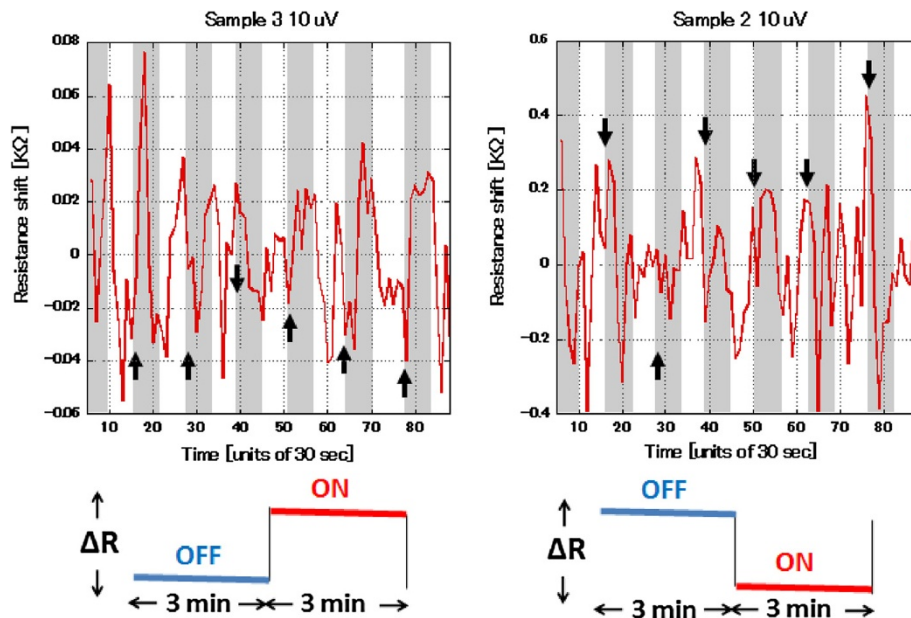 Sample 3 10 uV
Resistance shift [KΩ]
0.08
0.06
0.04
0.02
0
−0.02
−0.04
−0.06
10 20 30 40 50 60 70 80
Time [units of 30 sec]
Sample 2 10 uV
Resistance shift [KΩ]
0.6
0.4
0.2
0
−0.2
−0.4
10 20 30 40 50 60 70 80
Time [units of 30 sec]
ΔR
OFF
ON
3 min
3 min
ΔR
OFF
ON
3 min
3 min